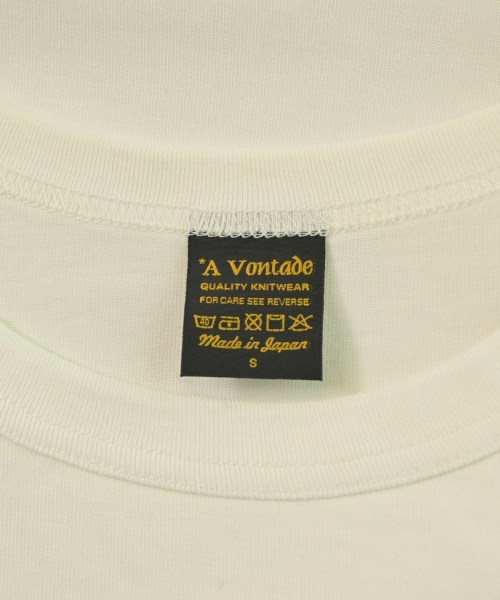 *A Vontade
QUALITY KNITWEAR
FOR CARE SEE REVERSE
40
Made in Japan
S